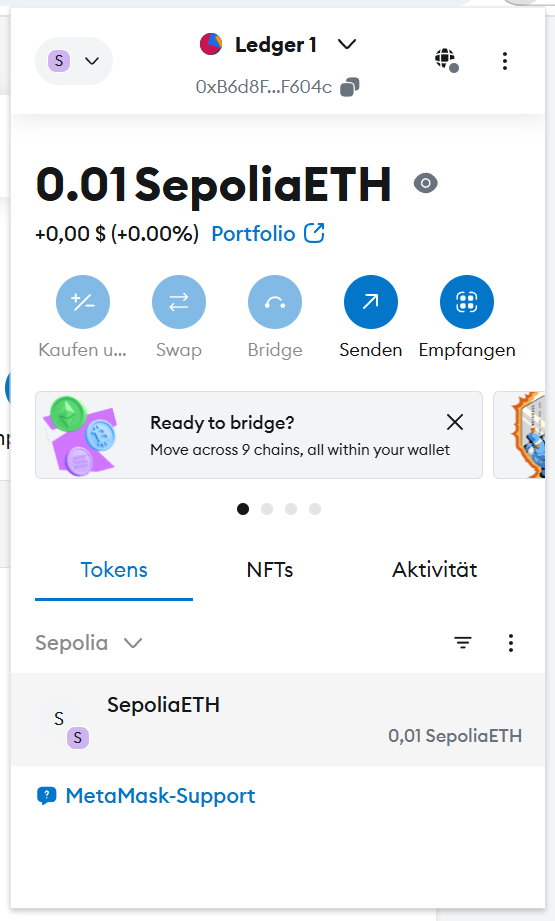 S
Ledger 1
0xB6d8F...F604c
0.01 SepoliaETH
+0,00 $ (+0.00%) Portfolio
Kaufen u... Swap Bridge Senden Empfangen
Ready to bridge?
Move across 9 chains, all within your wallet
Tokens NFTs Aktivität
Sepolia
S
S
SepoliaETH
0,01 SepoliaETH
MetaMask-Support